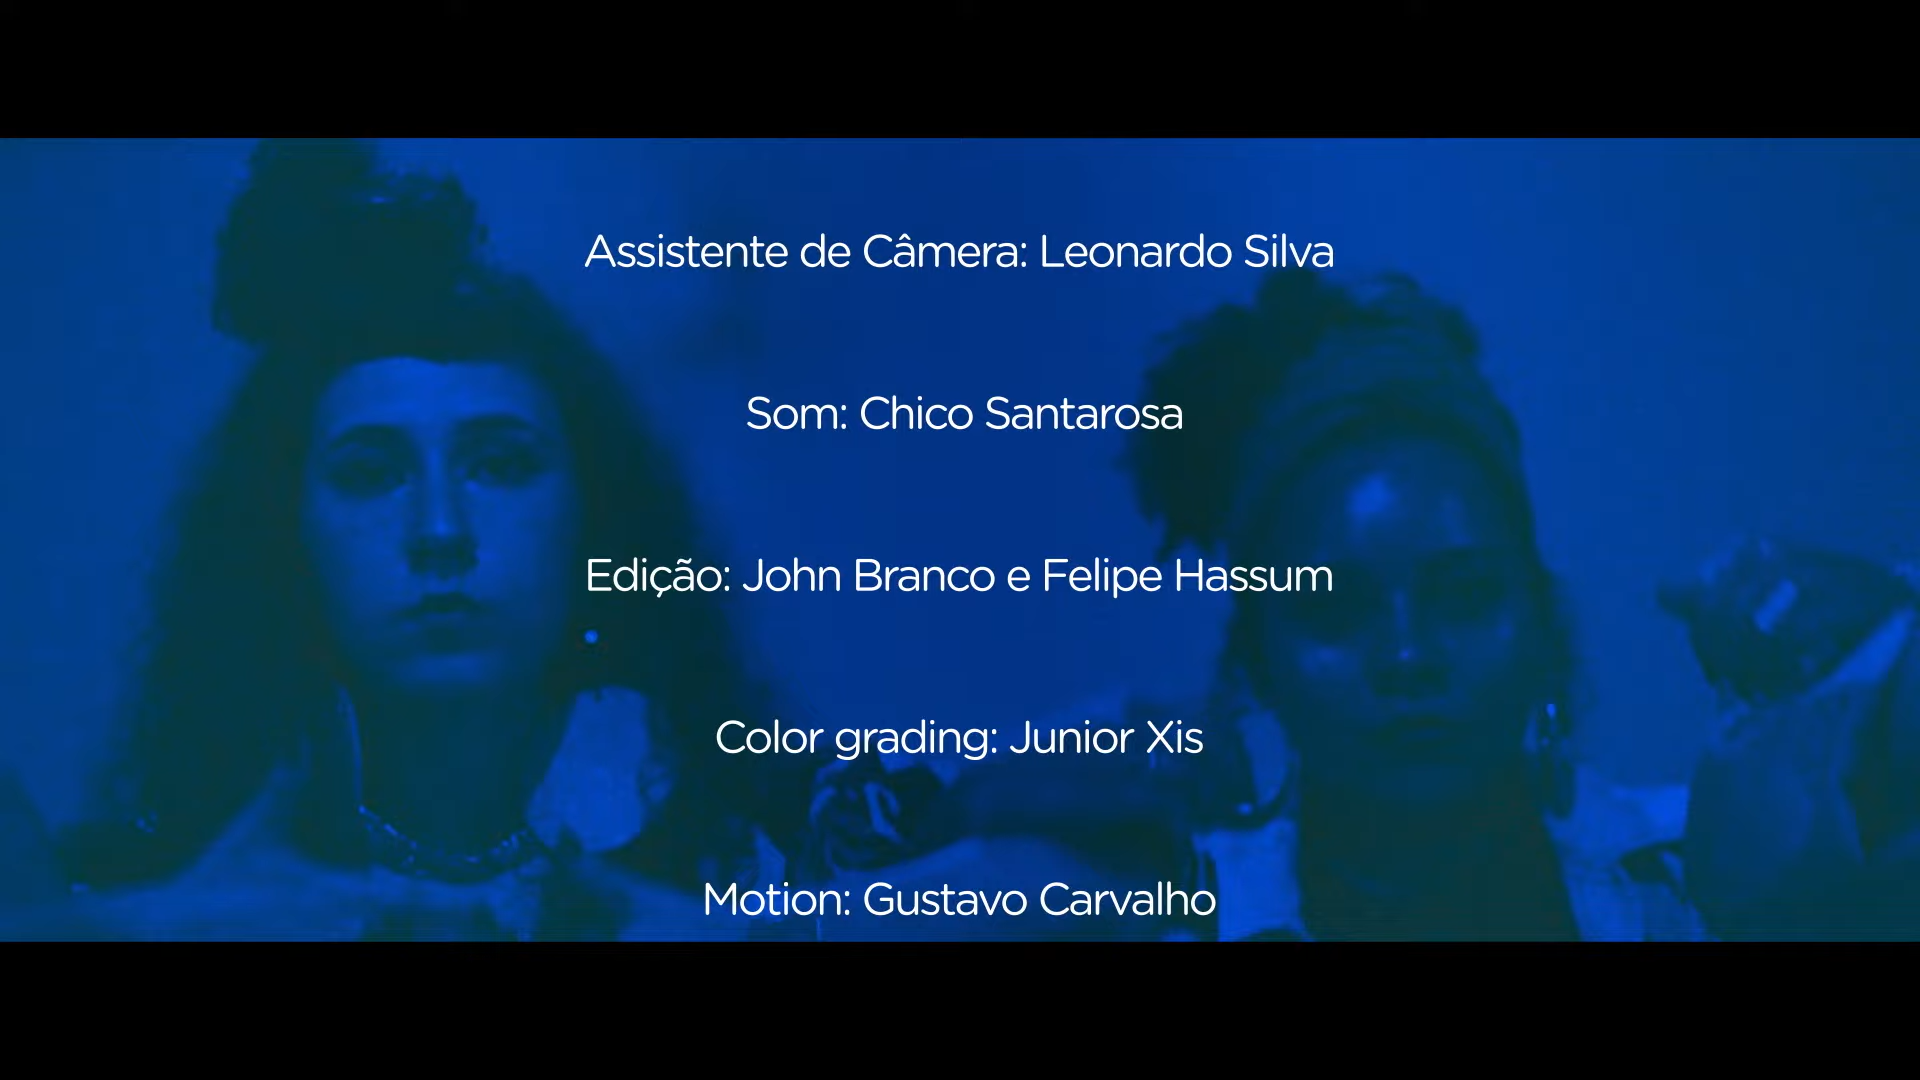 Assistente de Câmera: Leonardo Silva
Som: Chico Santarosa
Edição: John Branco e Felipe Hassum
Color grading: Junior Xis
Motion: Gustavo Carvalho